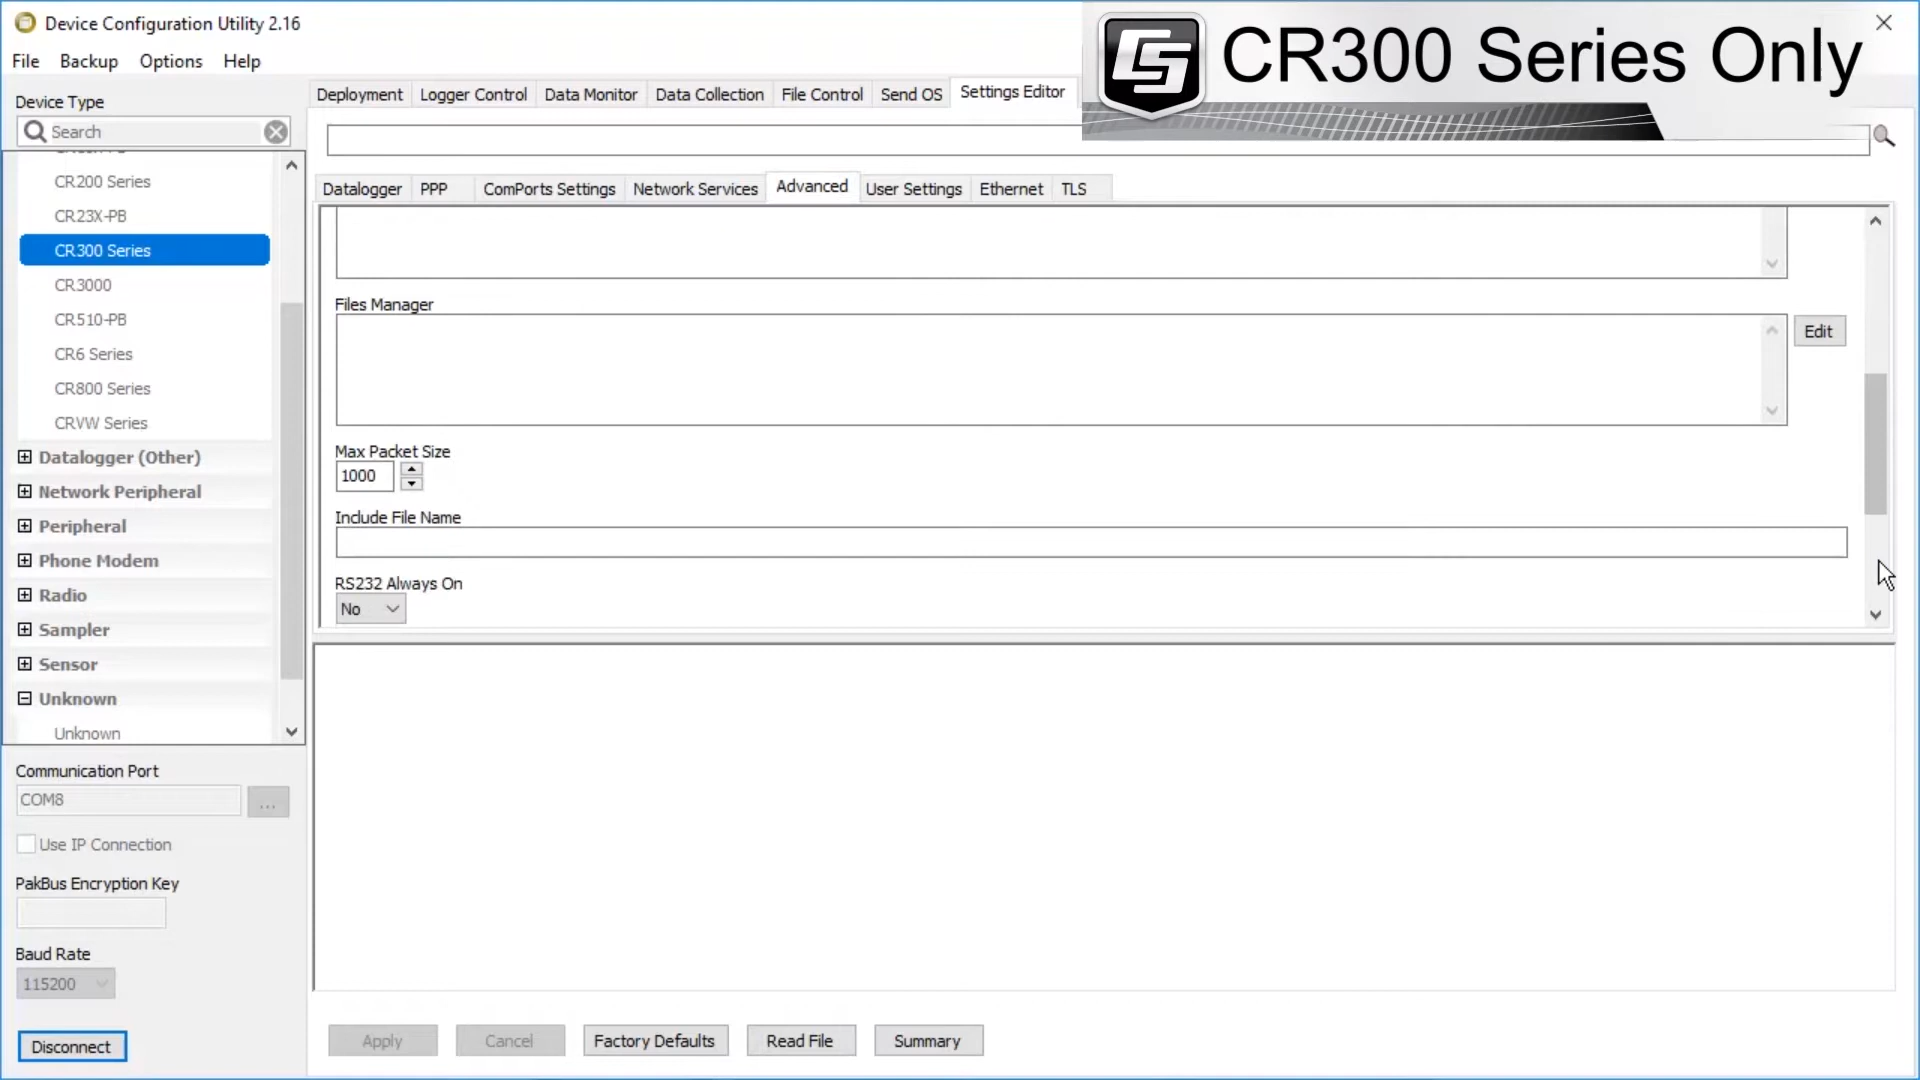 Device Configuration Utility 2.16
CR300 Series Only
File Backup Options Help
Device Type
Search
CR200 Series
CR23X-PB
CR300 Series
CR3000
CR510-PB
CR6 Series
CR800 Series
CRVW Series
Datalogger (Other)
Network Peripheral
Peripheral
Phone Modem
Radio
Sampler
Sensor
Unknown
Unknown
Communication Port
COM8
...
Use IP Connection
PakBus Encryption Key
Baud Rate
115200
Disconnect
Deployment Logger Control Data Monitor Data Collection File Control Send OS Settings Editor
Datalogger PPP ComPorts Settings Network Services Advanced User Settings Ethernet TLS
Files Manager
Edit
Max Packet Size
1000
Include File Name
RS232 Always On
No
Apply Cancel Factory Defaults Read File Summary